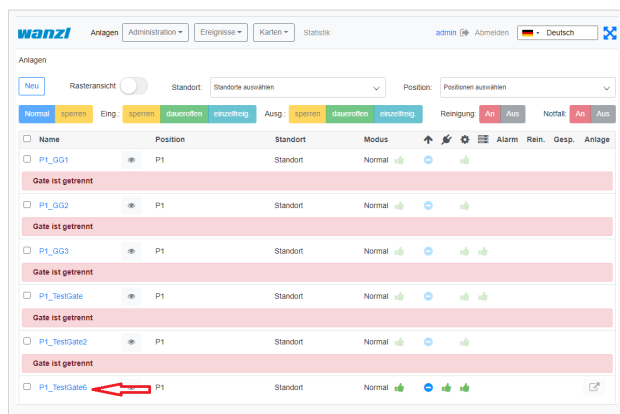 wanzl Anlagen Administration Ereignisse Karten Statistik admin Abmelden Deutsch
Anlagen
Neu Rasteransicht Standort: Standorte auswählen Position: Positionen auswählen
Normal sperren Eing.: sperren daueroffen einzelfreig. Ausg.: sperren daueroffen einzelfreig. Reinigung: An Aus Notfall: An Aus
Name Position Standort Modus Alarm Rein. Gesp. Anlage
P1_GG1 P1 Standort Normal
Gate ist getrennt
P1_GG2 P1 Standort Normal
Gate ist getrennt
P1_GG3 P1 Standort Normal
Gate ist getrennt
P1_TestGate P1 Standort Normal
Gate ist getrennt
P1_TestGate2 P1 Standort Normal
Gate ist getrennt
P1_TestGate6 P1 Standort Normal